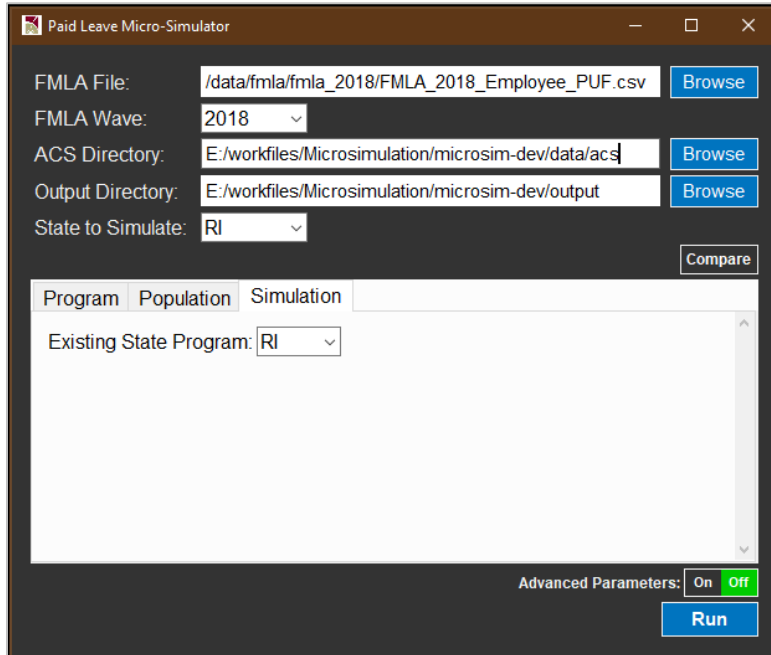 Paid Leave Micro-Simulator
FMLA File: /data/fmla/fmla_2018/FMLA_2018_Employee_PUF.csv Browse
FMLA Wave: 2018
ACS Directory: E:/workfiles/Microsimulation/microsim-dev/data/acs Browse
Output Directory: E:/workfiles/Microsimulation/microsim-dev/output Browse
State to Simulate: RI
Compare
Program Population Simulation
Existing State Program: RI
Advanced Parameters: On Off
Run